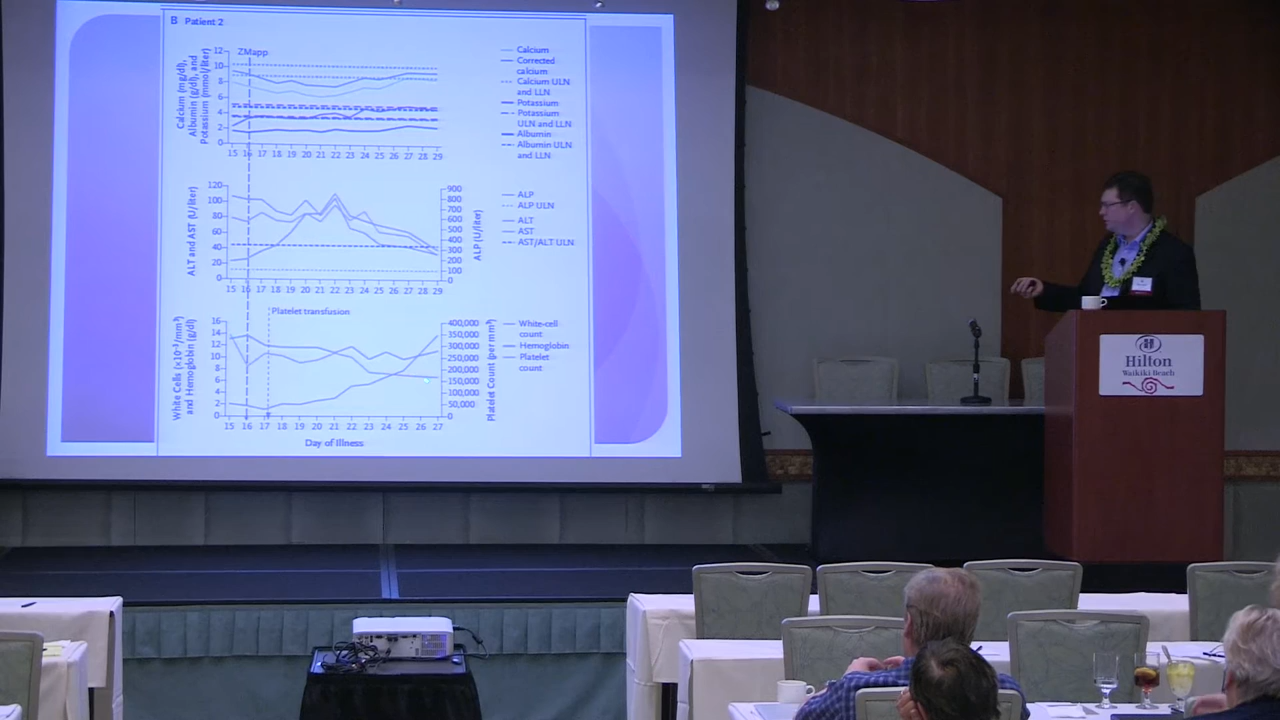 B Patient 2
ZMapp
Calcium (mg/dl),
Albumin (g/dl), and
Potassium (mmol/liter)
12
10
8
6
4
2
0
15 16 17 18 19 20 21 22 23 24 25 26 27 28 29
Calcium
Corrected
calcium
Calcium ULN
and LLN
Potassium
Potassium
ULN and LLN
Albumin
Albumin ULN
and LLN
ALT and AST (U/liter)
120
100
80
60
40
20
0
15 16 17 18 19 20 21 22 23 24 25 26 27 28 29
900
800
700
600
500
400
300
200
100
0
ALP (U/liter)
ALP
ALP ULN
ALT
AST
AST/ALT ULN
Platelet transfusion
White Cells (×10⁻³/mm³)
and Hemoglobin (g/dl)
16
14
12
10
8
6
4
2
0
15 16 17 18 19 20 21 22 23 24 25 26 27
400,000
350,000
300,000
250,000
200,000
150,000
100,000
50,000
0
Platelet Count (per mm³)
White-cell
count
Hemoglobin
Platelet
count
Day of Illness
H
Hilton
Waikiki Beach